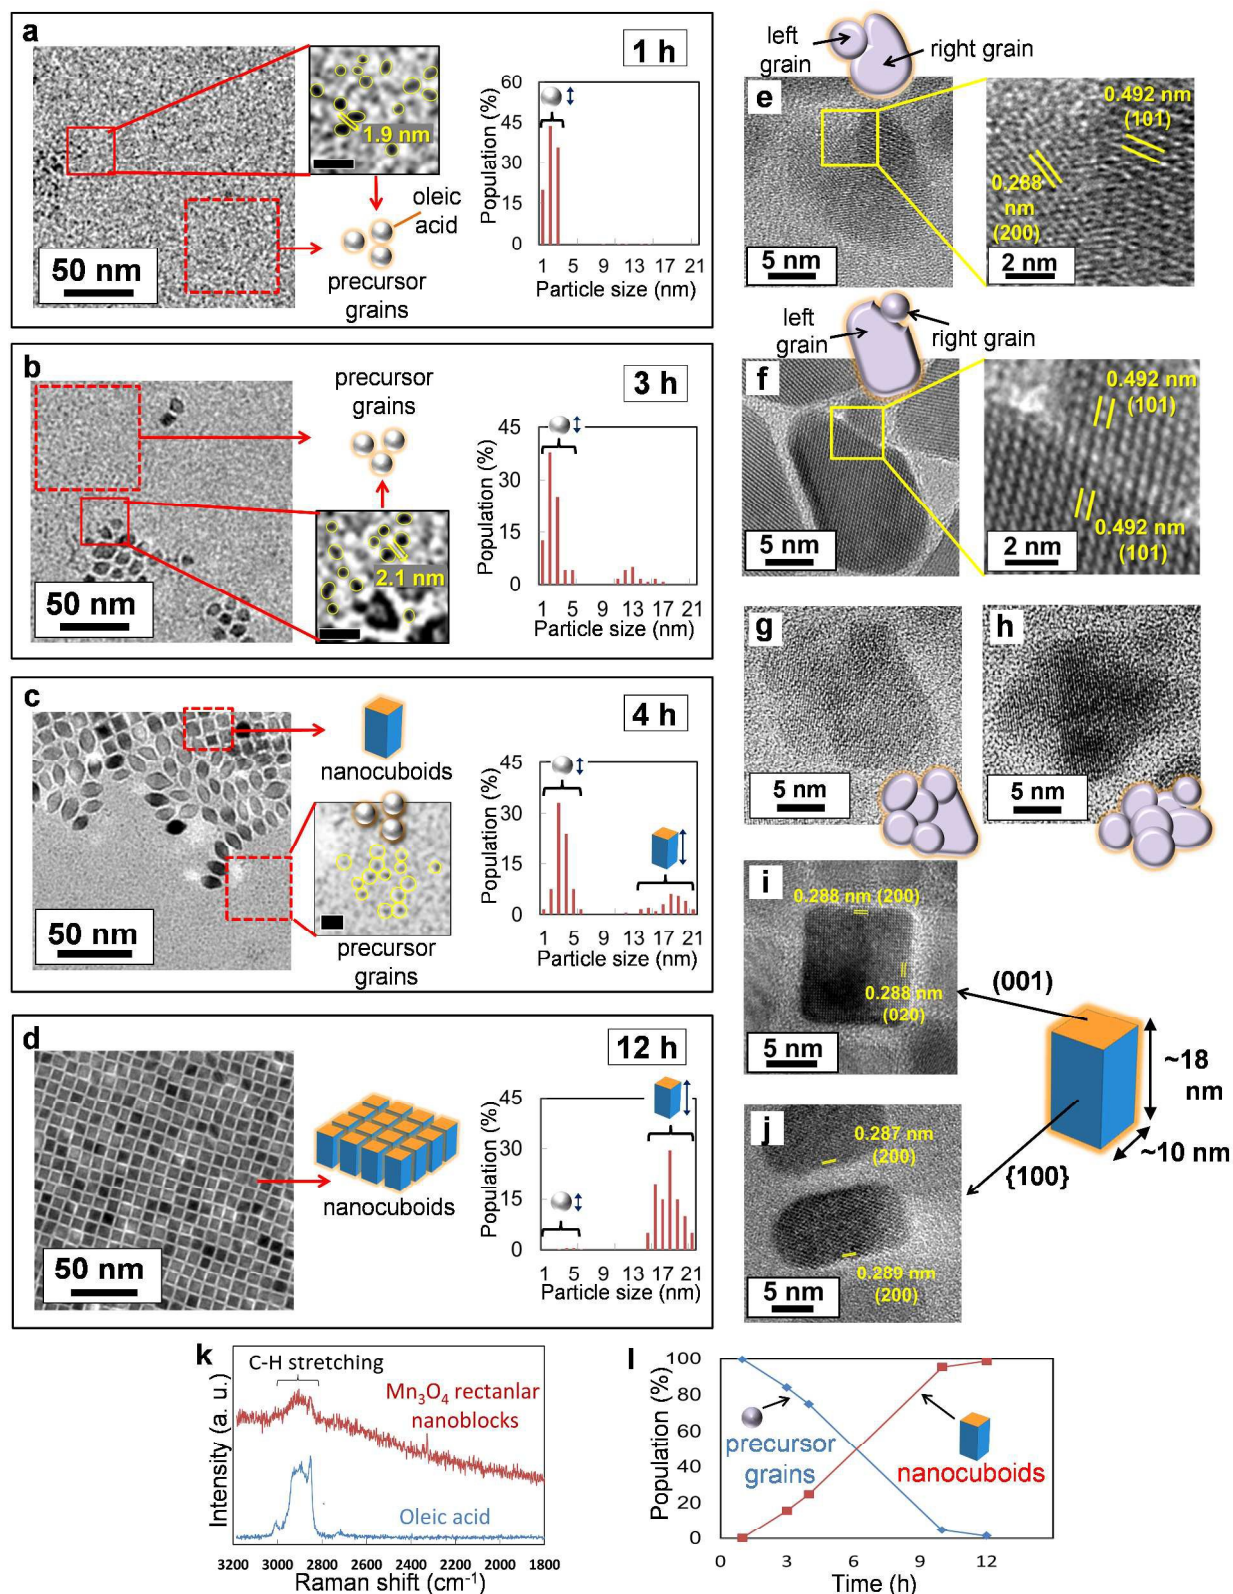 a
1 h
1.9 nm
50 nm
oleic
acid
precursor
grains
Population (%)
60
45
30
15
0
1 5 9 13 17 21
Particle size (nm)
b
3 h
precursor
grains
2.1 nm
50 nm
Population (%)
45
30
15
0
1 5 9 13 17 21
Particle size (nm)
c
4 h
nanocuboids
50 nm
precursor
grains
Population (%)
45
30
15
0
1 5 9 13 17 21
Particle size (nm)
d
12 h
nanocuboids
50 nm
Population (%)
45
30
15
0
1 5 9 13 17 21
Particle size (nm)
left
grain
right grain
e
5 nm
0.492 nm
(101)
0.288
nm
(200)
2 nm
left
grain
right grain
f
5 nm
0.492 nm
(101)
0.492 nm
(101)
2 nm
g
5 nm
h
5 nm
i
0.288 nm (200)
0.288 nm
(020)
5 nm
(001)
~18
nm
~10 nm
{100}
j
0.287 nm
(200)
0.289 nm
(200)
5 nm
k
C-H stretching
Mn3O4 rectanlar
nanoblocks
Oleic acid
Intensity (a. u.)
3200 3000 2800 2600 2400 2200 2000 1800
Raman shift (cm-1)
l
Population (%)
100
80
60
40
20
0
precursor
grains
nanocuboids
0 3 6 9 12
Time (h)